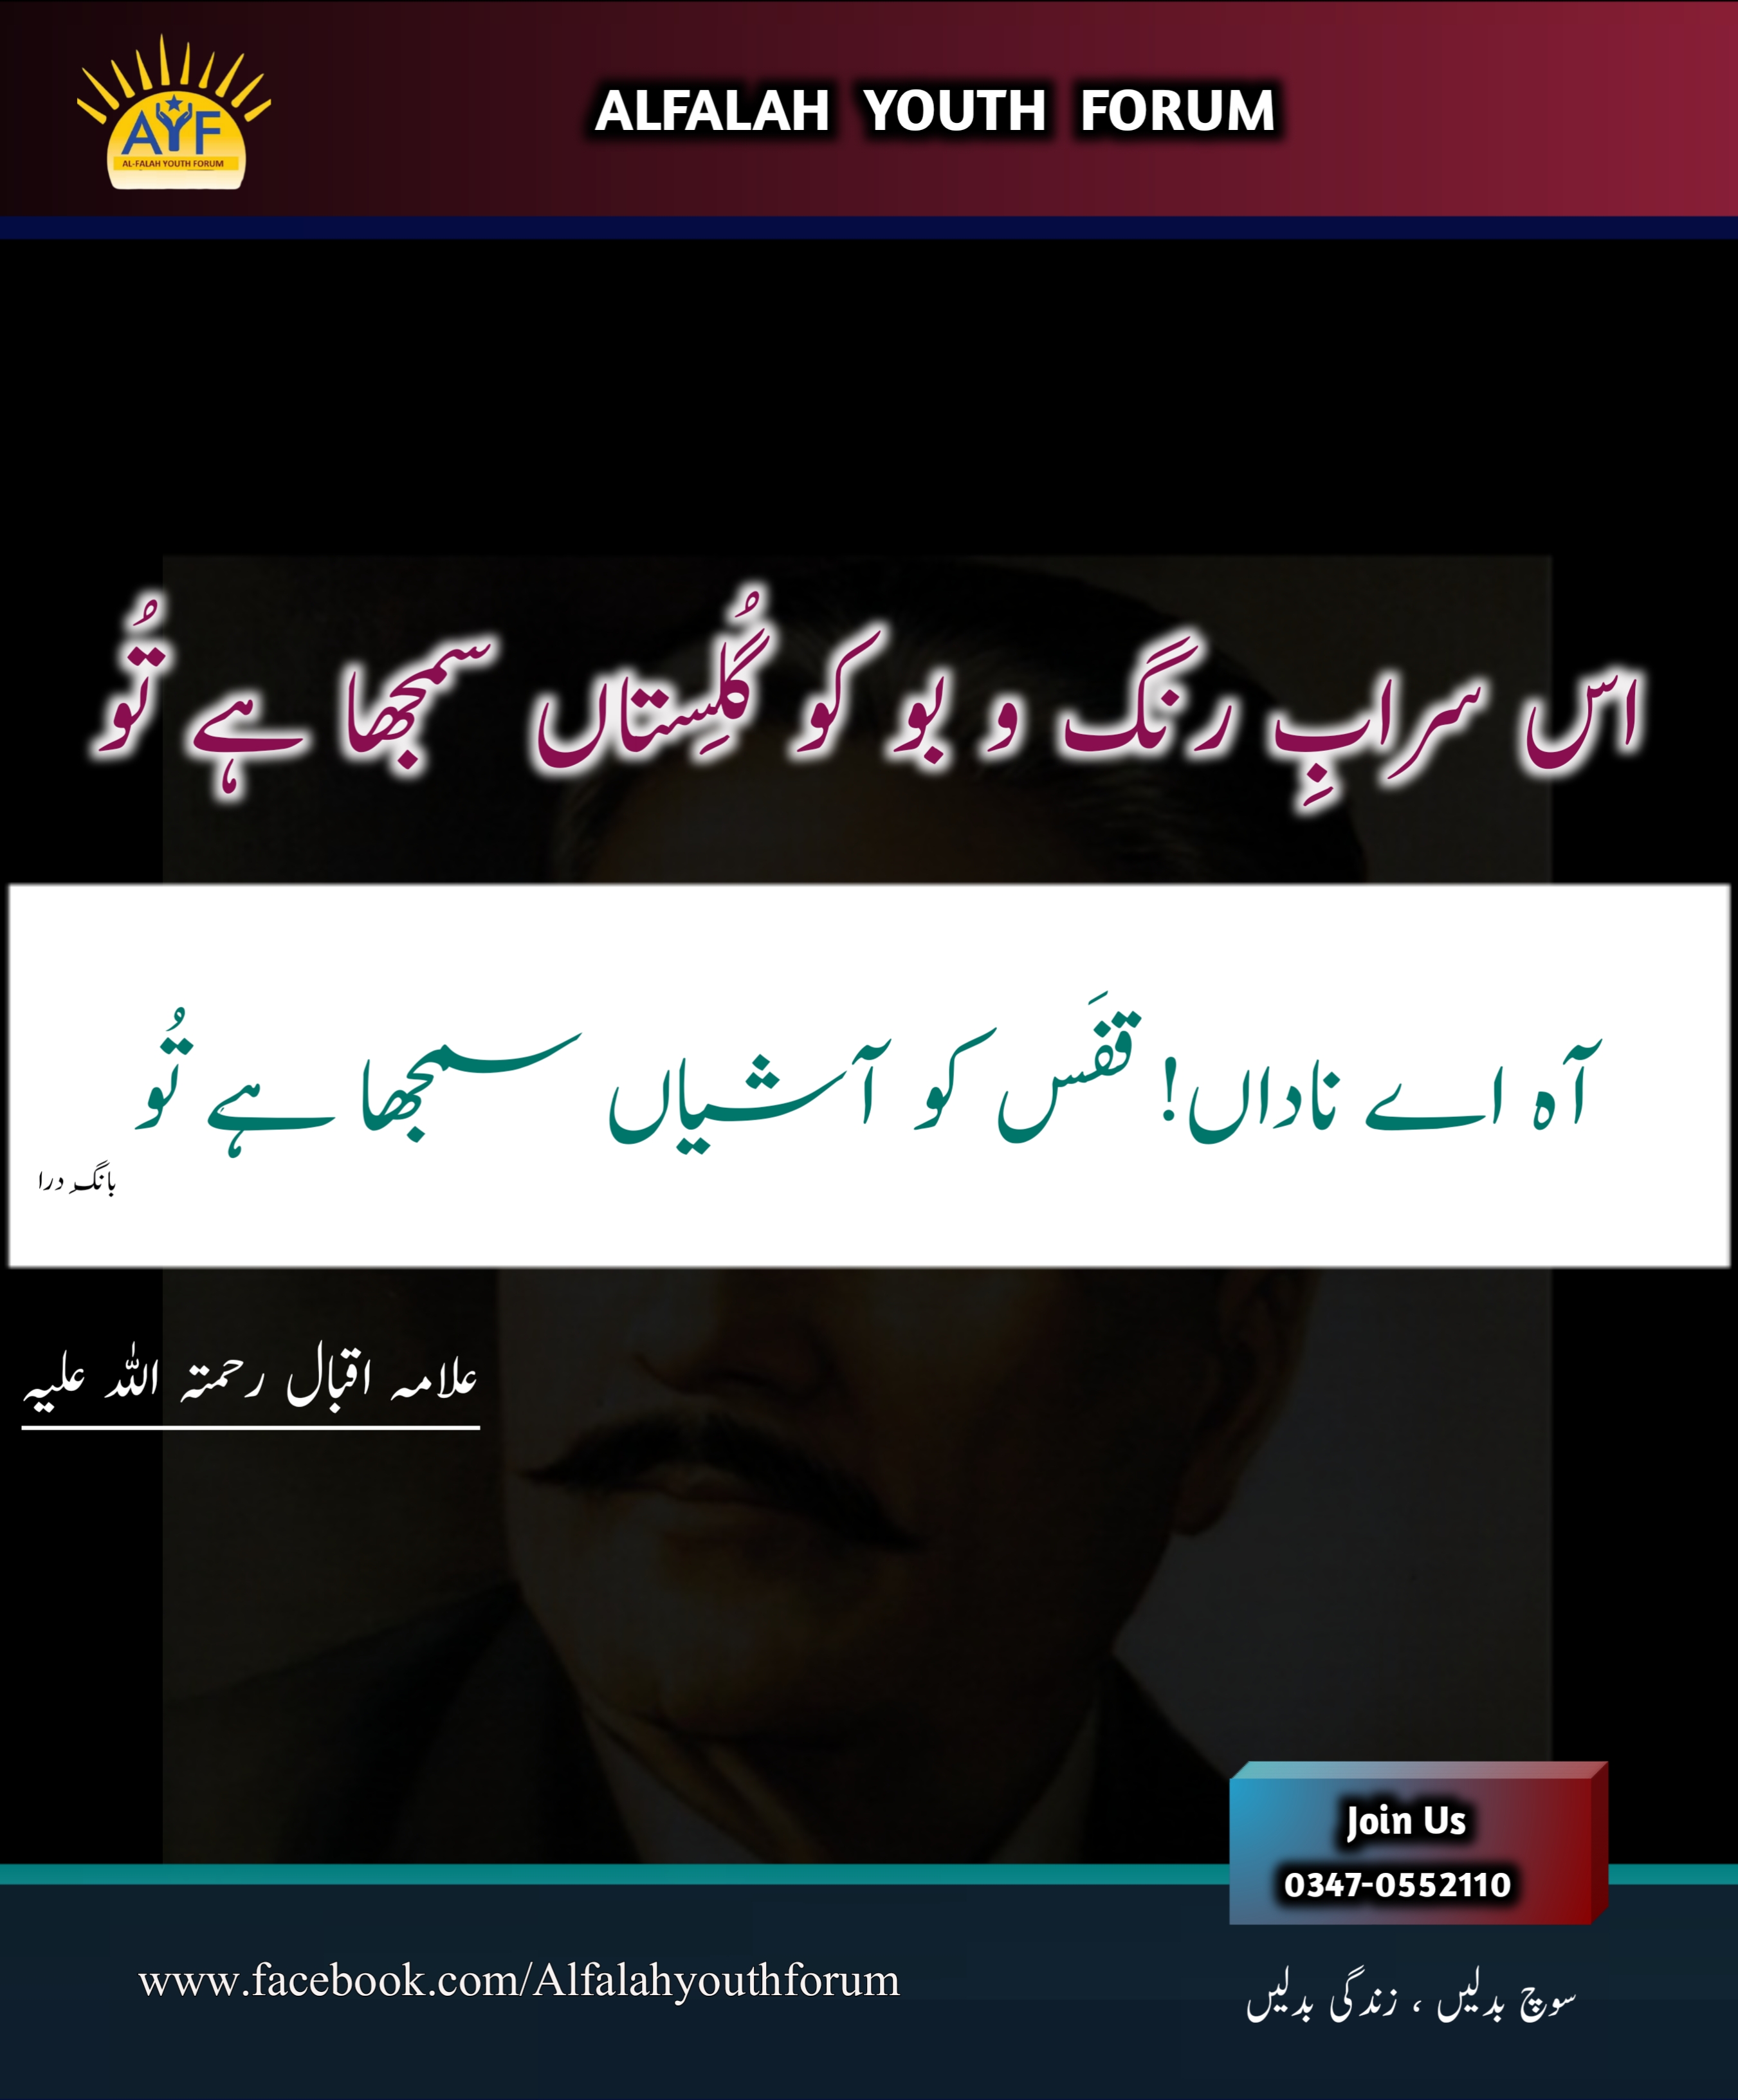 AYF
AL-FALAH YOUTH FORUM
ALFALAH YOUTH FORUM
اس سرابِ رنگ و بو کو گُلِستاں سمجھا ہے تُو
آہ اے ناداں! قفَس کو آشیاں سمجھا ہے تُو
بانگِ درا
علامہ اقبال رحمتہ اللہ علیہ
Join Us
0347-0552110
www.facebook.com/Alfalahyouthforum
سوچ بدلیں ، زندگی بدلیں